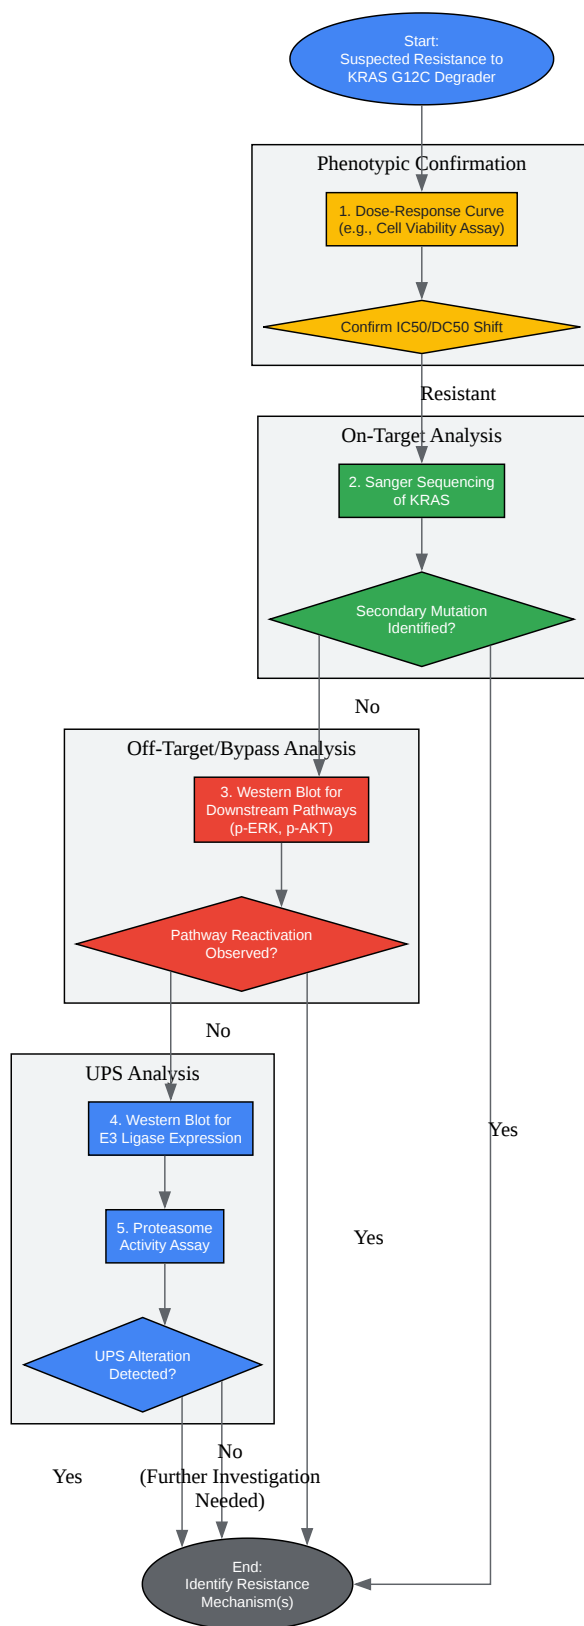 Start:
Suspected Resistance to
KRAS G12C Degrader
Phenotypic Confirmation
1. Dose-Response Curve
(e.g., Cell Viability Assay)
Confirm IC50/DC50 Shift
Resistant
On-Target Analysis
2. Sanger Sequencing
of KRAS
Secondary Mutation
Identified?
No
Off-Target/Bypass Analysis
3. Western Blot for
Downstream Pathways
(p-ERK, p-AKT)
Pathway Reactivation
Observed?
No
UPS Analysis
4. Western Blot for
E3 Ligase Expression
Yes
5. Proteasome
Activity Assay
Yes
UPS Alteration
Detected?
Yes
No
(Further Investigation
Needed)
End:
Identify Resistance
Mechanism(s)